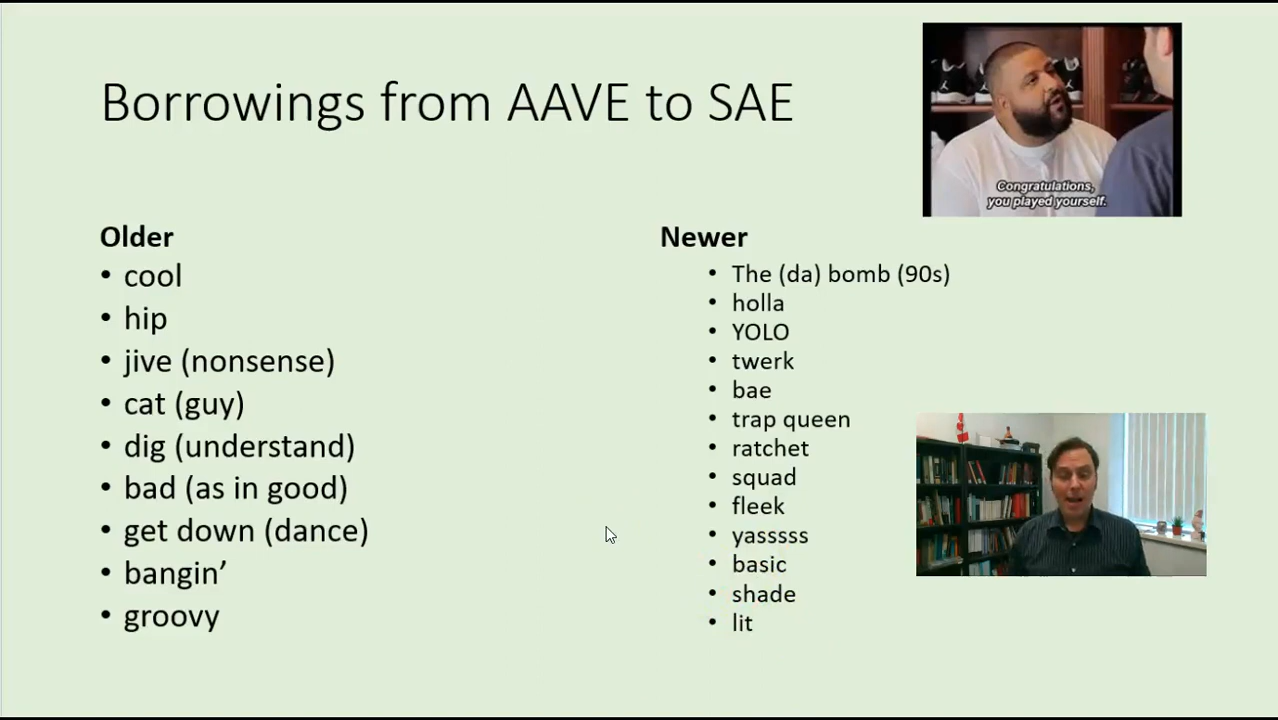 Borrowings from AAVE to SAE
Congratulations,
you played yourself.
Older
• cool
• hip
• jive (nonsense)
• cat (guy)
• dig (understand)
• bad (as in good)
• get down (dance)
• bangin’
• groovy
Newer
• The (da) bomb (90s)
• holla
• YOLO
• twerk
• bae
• trap queen
• ratchet
• squad
• fleek
• yasssss
• basic
• shade
• lit